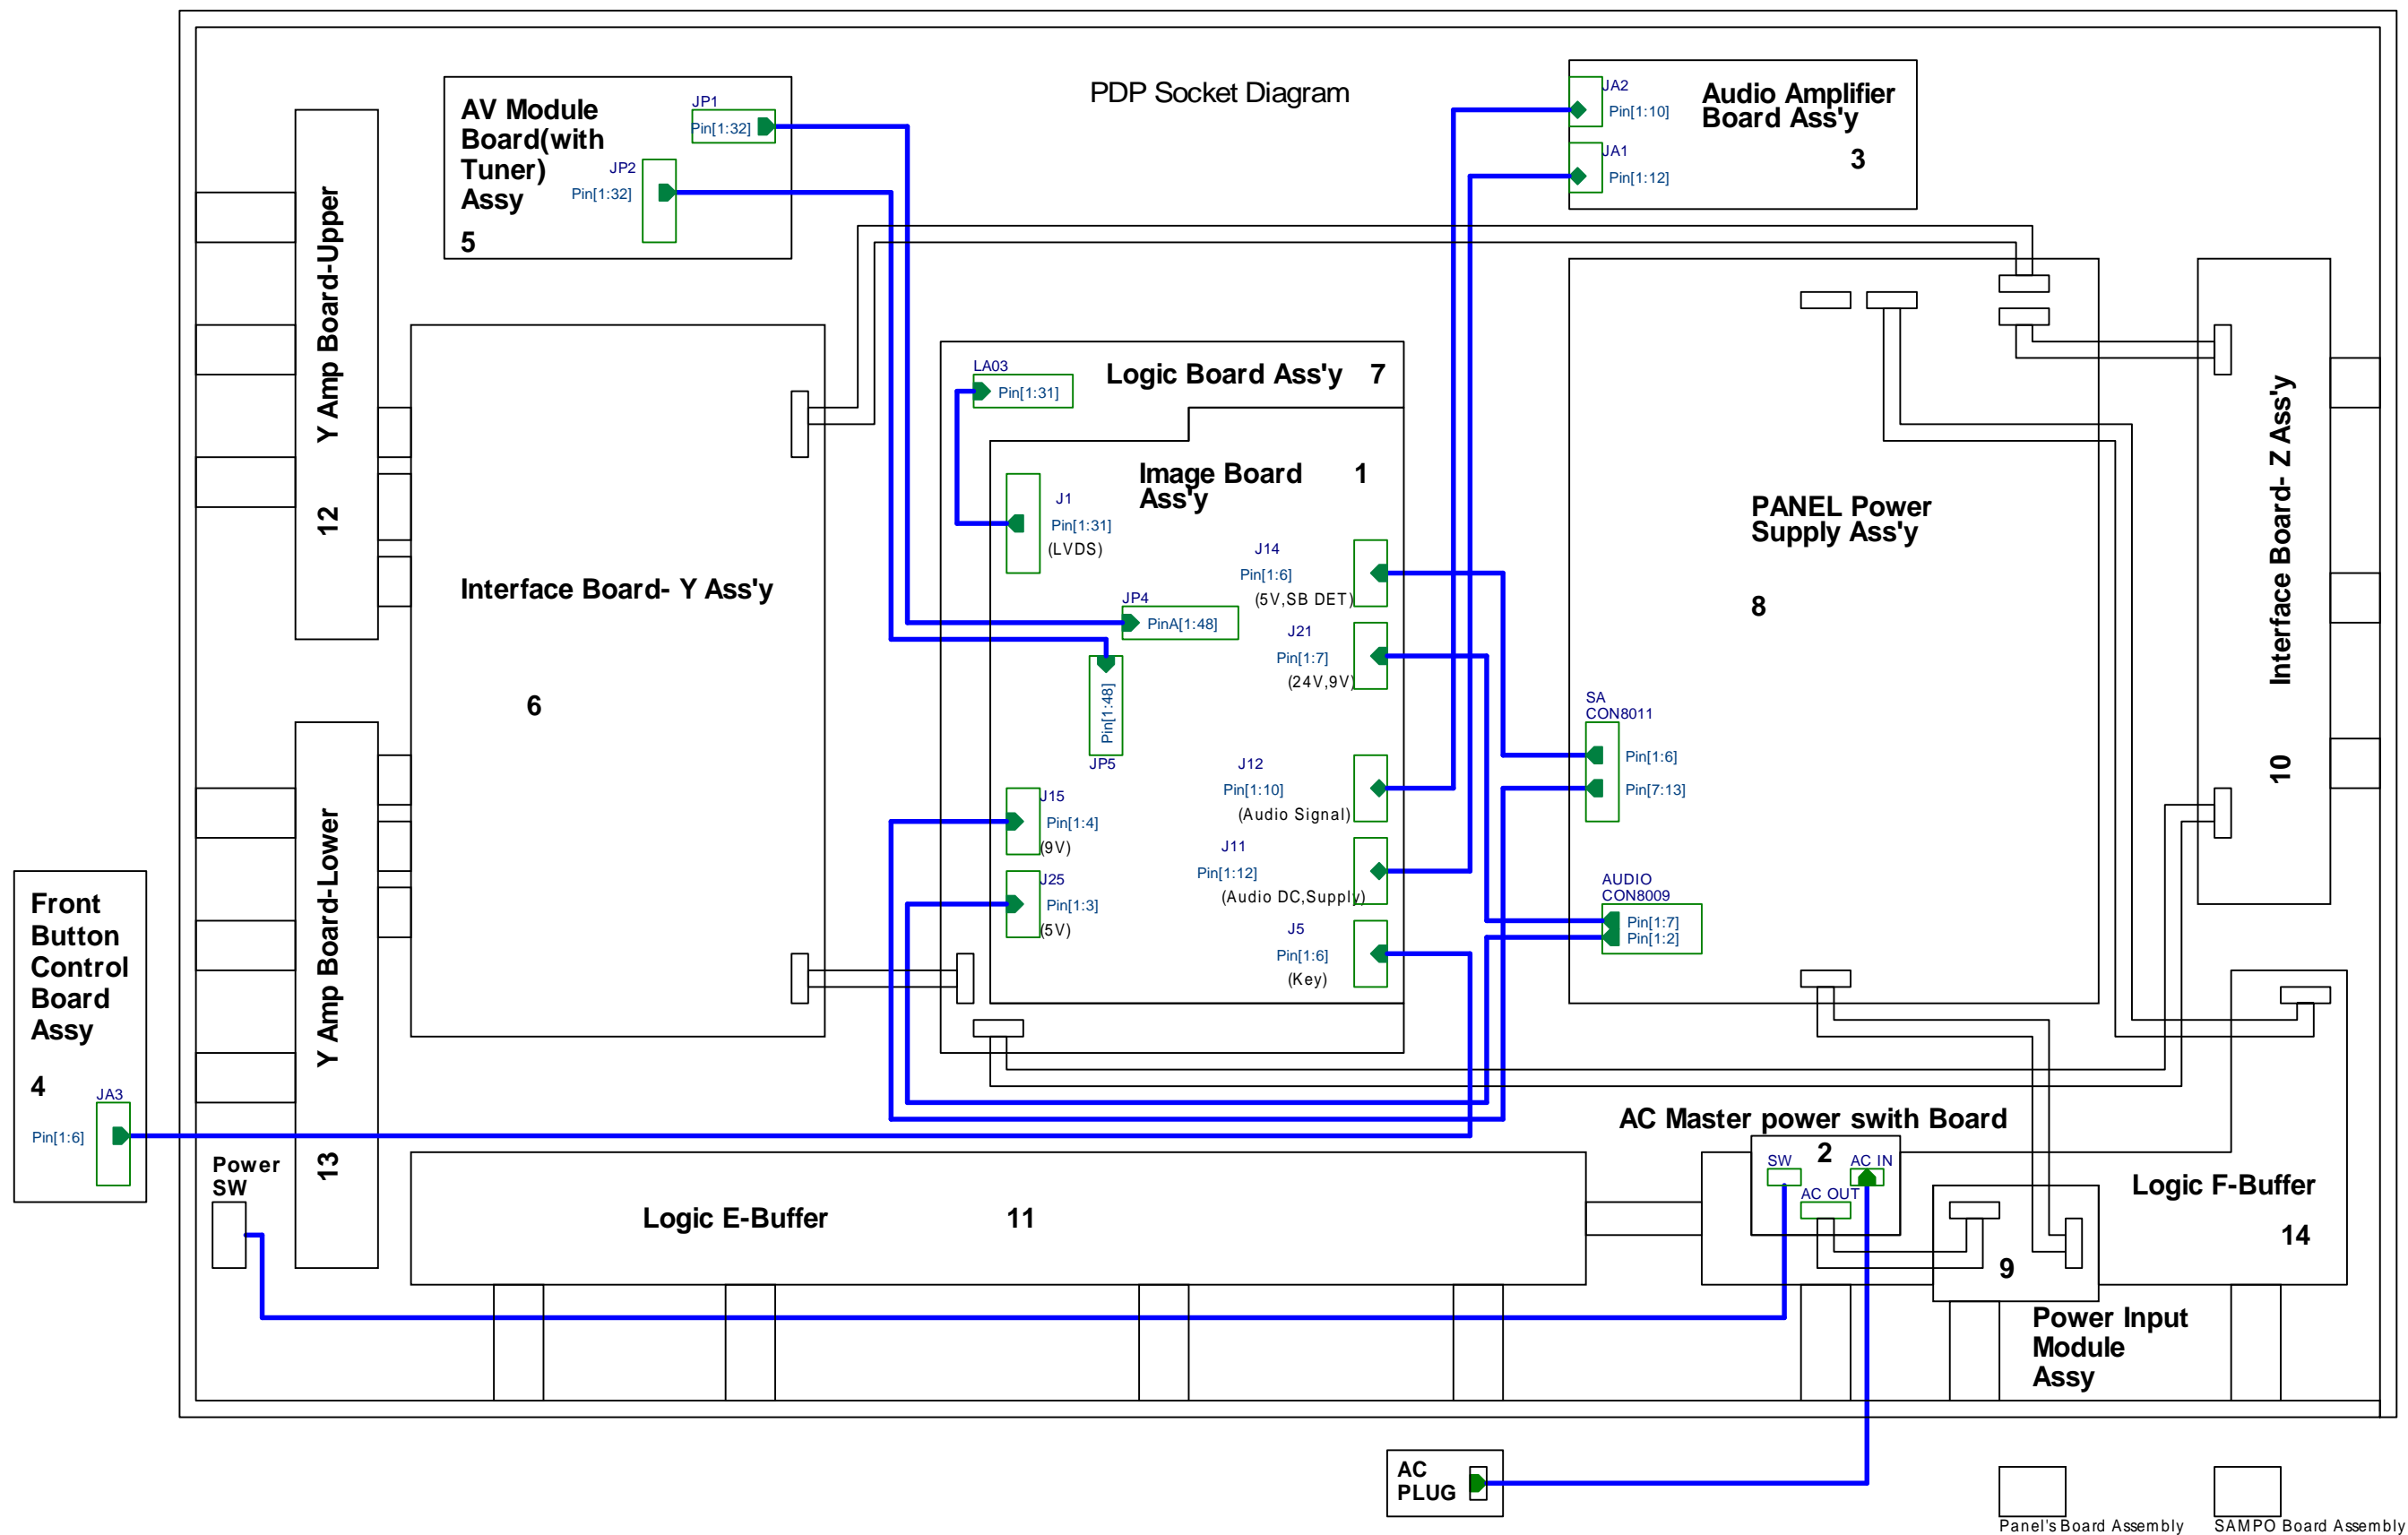 PDP Socket Diagram
AV Module
Board(with
Tuner)
Assy
5
JP1
Pin[1:32]
JP2
Pin[1:32]
JA2
Pin[1:10]
JA1
Pin[1:12]
Audio Amplifier
Board Ass'y
3
Y Amp Board-Upper
12
Interface Board- Y Ass'y
6
LA03
Pin[1:31]
Logic Board Ass'y 7
Image Board 1
Ass'y
J1
Pin[1:31]
(LVDS)
J14
Pin[1:6]
(5V,SB DET)
JP4
PinA[1:48]
J21
Pin[1:7]
(24V,9V)
Pin[1:48]
JP5
J12
Pin[1:10]
(Audio Signal)
J15
Pin[1:4]
(9V)
J11
Pin[1:12]
(Audio DC,Supply)
J25
Pin[1:3]
(5V)
J5
Pin[1:6]
(Key)
PANEL Power
Supply Ass'y
8
SA
CON8011
Pin[1:6]
Pin[7:13]
AUDIO
CON8009
Pin[1:7]
Pin[1:2]
Interface Board- Z Ass'y
10
Front
Button
Control
Board
Assy
4
JA3
Pin[1:6]
Y Amp Board-Lower
13
Power
SW
Logic E-Buffer 11
AC Master power swith Board
2
SW
AC IN
AC OUT
Logic F-Buffer
14
9
Power Input
Module
Assy
AC
PLUG
Panel's Board Assembly
SAMPO Board Assembly